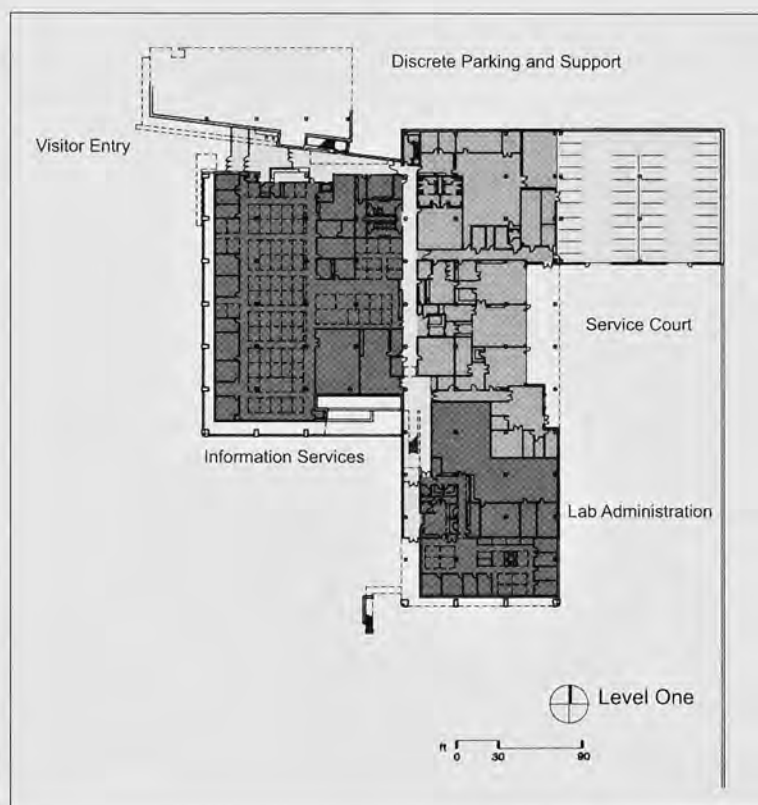 Discrete Parking and Support
Visitor Entry
Service Court
Information Services
Lab Administration
Level One
ft 0 30 90